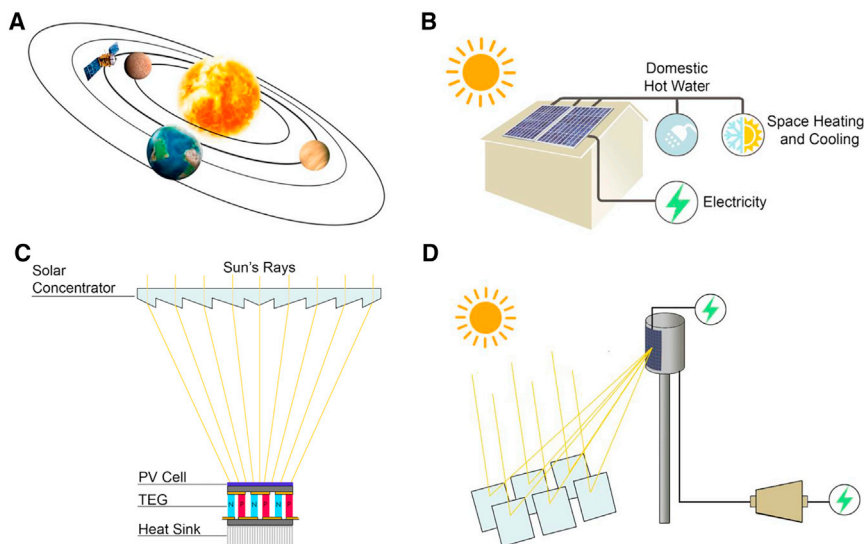 A
B
Domestic
Hot Water
Space Heating
and Cooling
Electricity
C
Solar
Concentrator
Sun's Rays
PV Cell
TEG
Heat Sink
N P N P N P
D